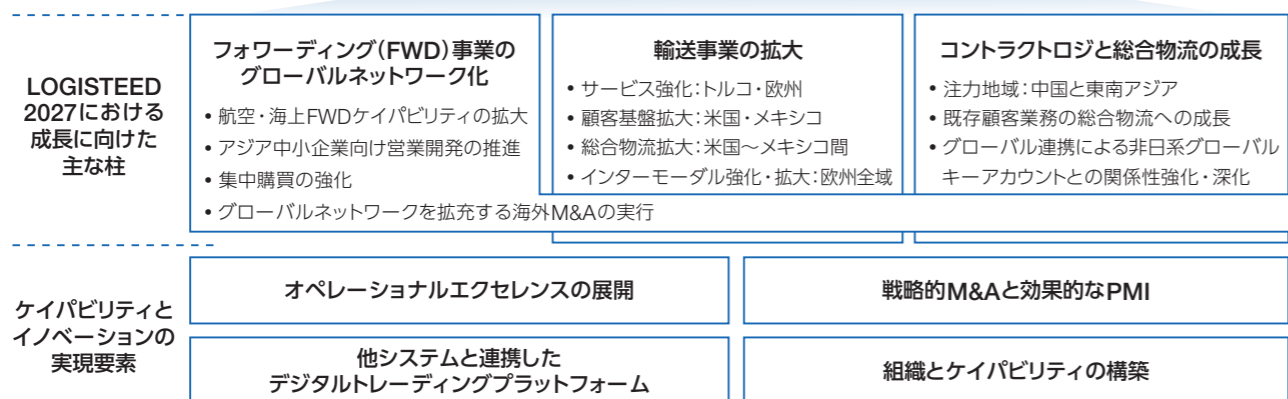 LOGISTEED
2027における
成長に向けた
主な柱
フォワーディング(FWD)事業の
グローバルネットワーク化
• 航空・海上FWDケイパビリティの拡大
• アジア中小企業向け営業開発の推進
• 集中購買の強化
• グローバルネットワークを拡充する海外M&Aの実行
輸送事業の拡大
• サービス強化:トルコ・欧州
• 顧客基盤拡大:米国・メキシコ
• 総合物流拡大:米国～メキシコ間
• インターモーダル強化・拡大:欧州全域
コントラクトロジと総合物流の成長
• 注力地域:中国と東南アジア
• 既存顧客業務の総合物流への成長
• グローバル連携による非日系グローバル
キーアカウントとの関係性強化・深化
ケイパビリティと
イノベーションの
実現要素
オペレーショナルエクセレンスの展開
戦略的M&Aと効果的なPMI
他システムと連携した
デジタルトレーディングプラットフォーム
組織とケイパビリティの構築